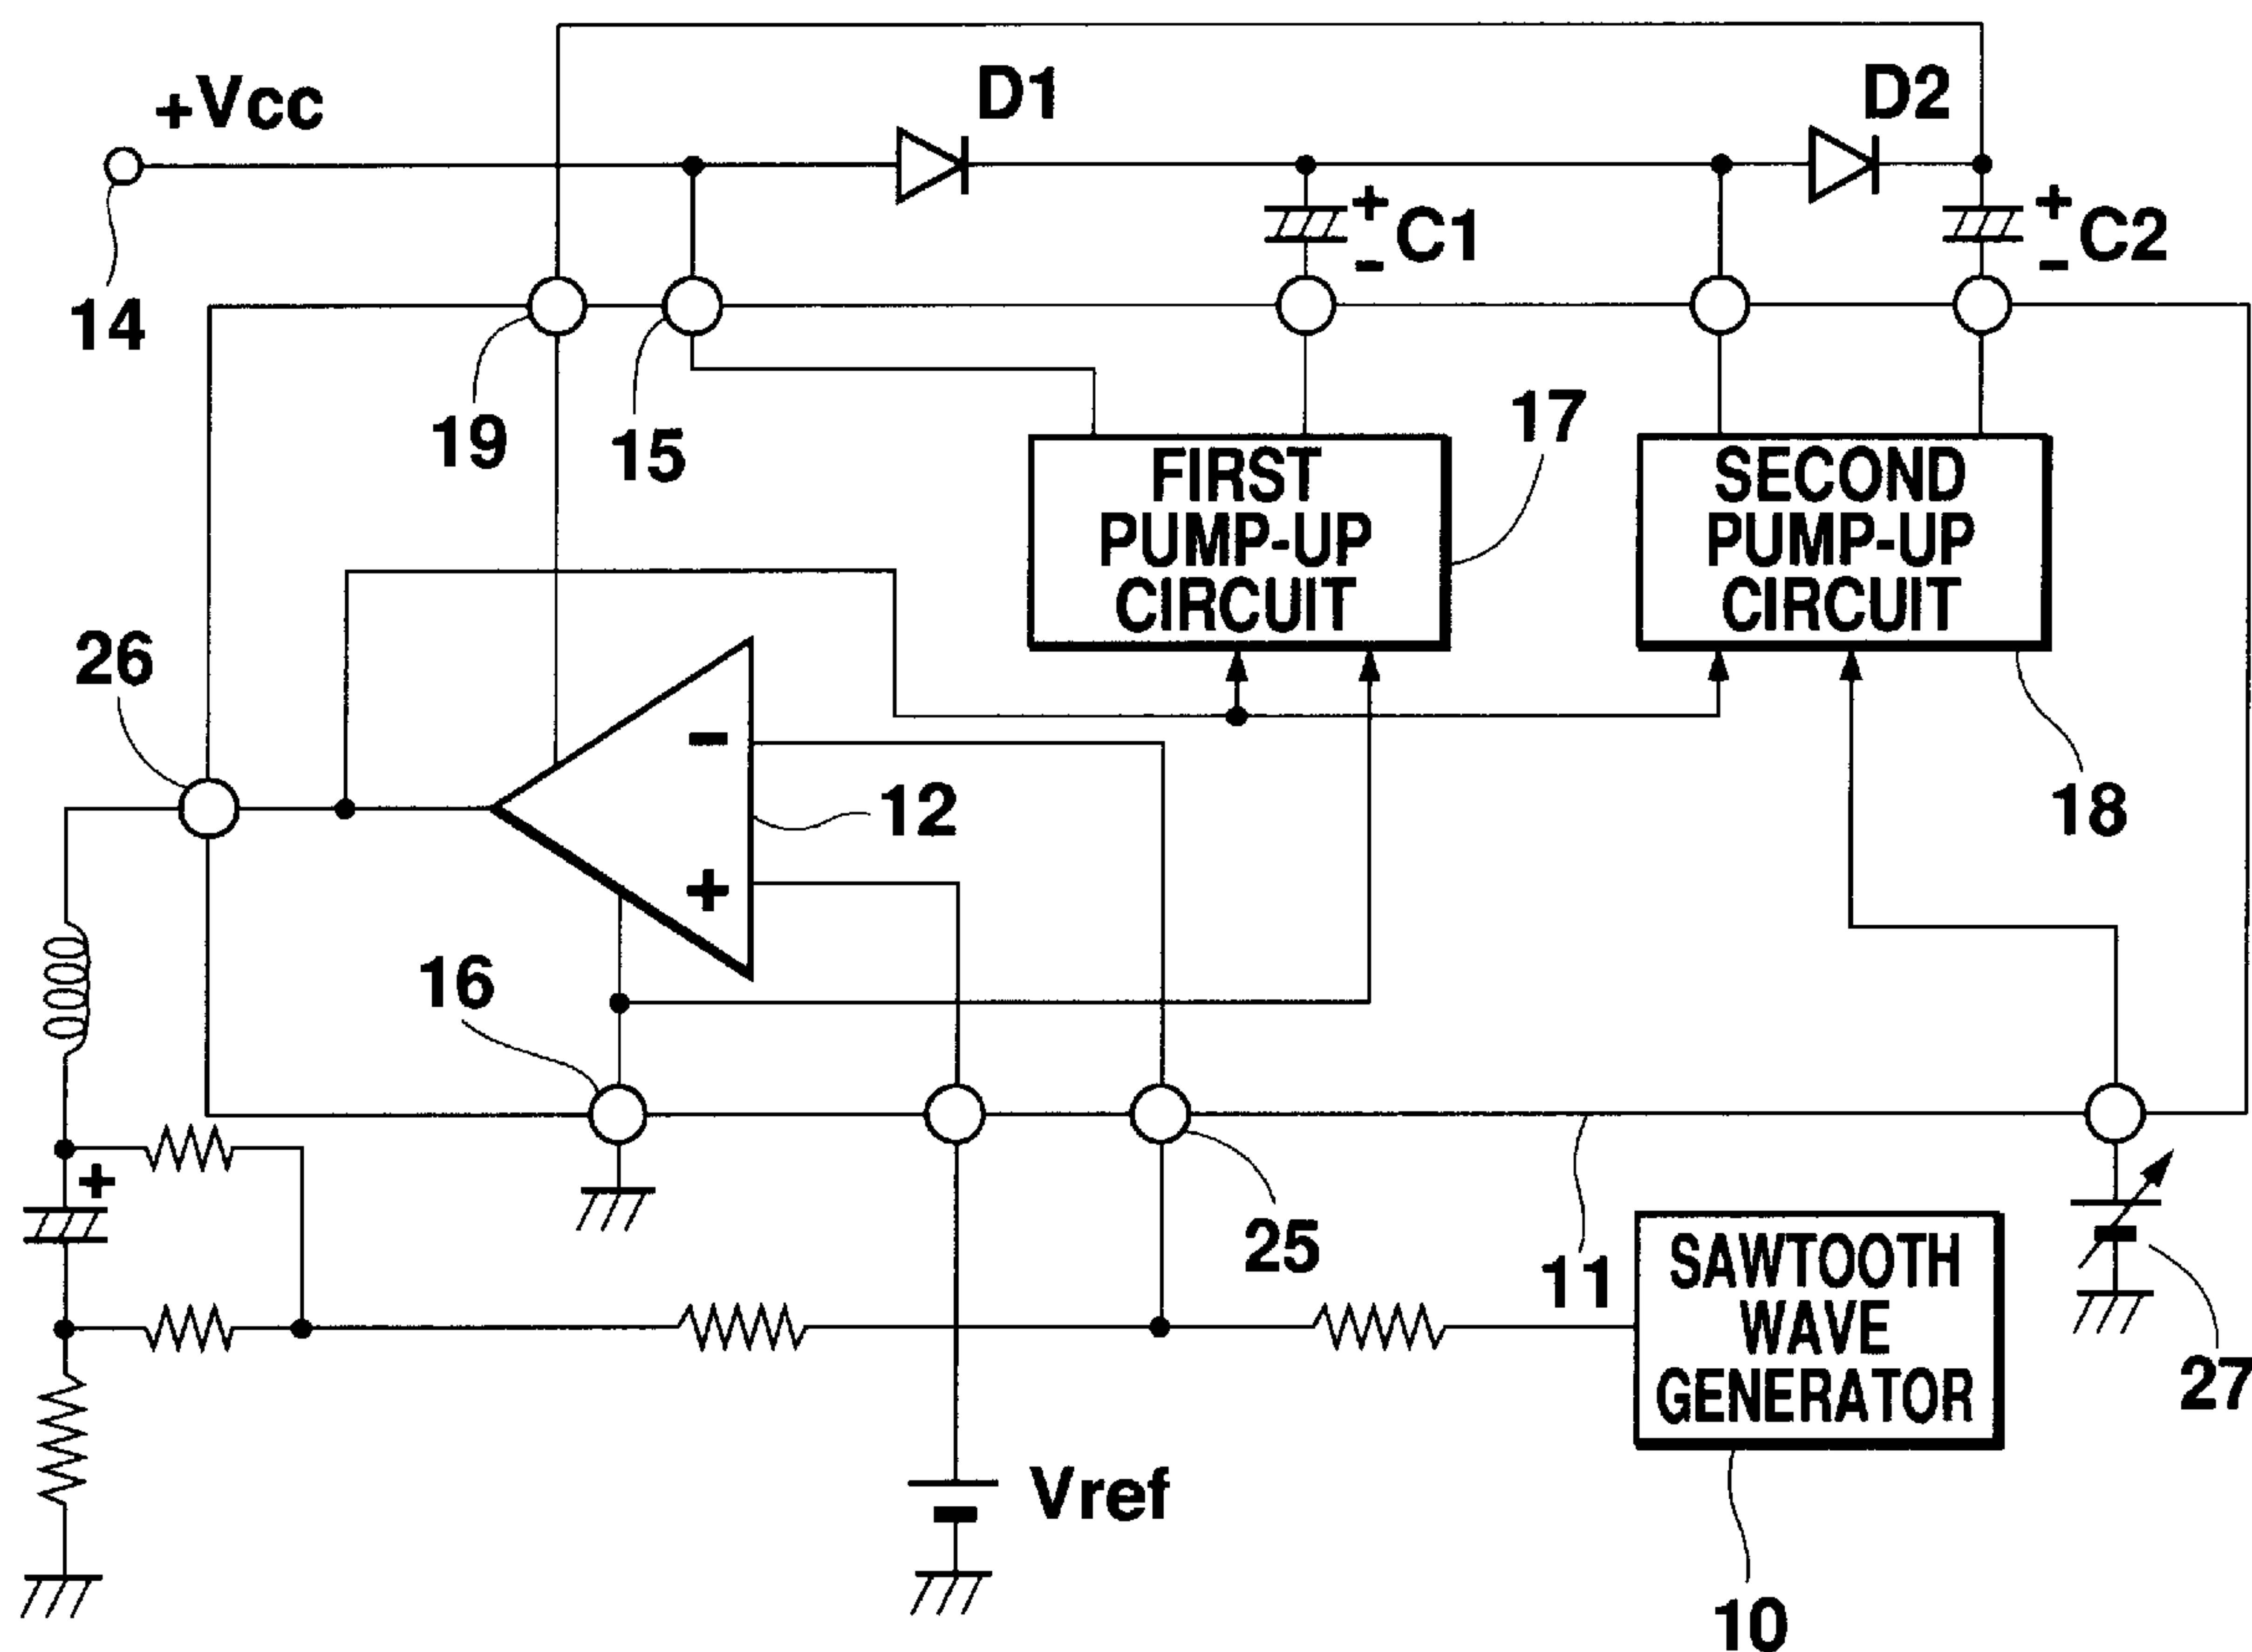 +Vcc
D1
D2
+
C1
-
+
C2
-
14
19
15
17
FIRST
PUMP-UP
CIRCUIT
SECOND
PUMP-UP
CIRCUIT
26
-
12
18
+
16
+
25
11
SAWTOOTH
WAVE
GENERATOR
27
Vref
10